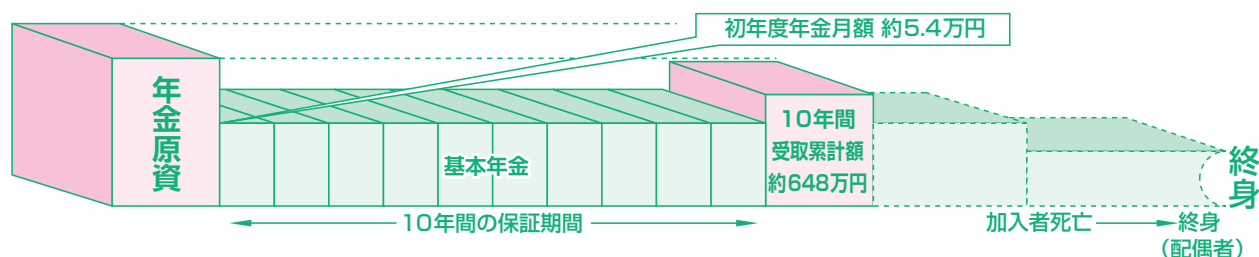 初年度年金月額 約5.4万円
年金原資
基本年金
10年間
受取累計額
約648万円
終身
10年間の保証期間
加入者死亡
終身
（配偶者）